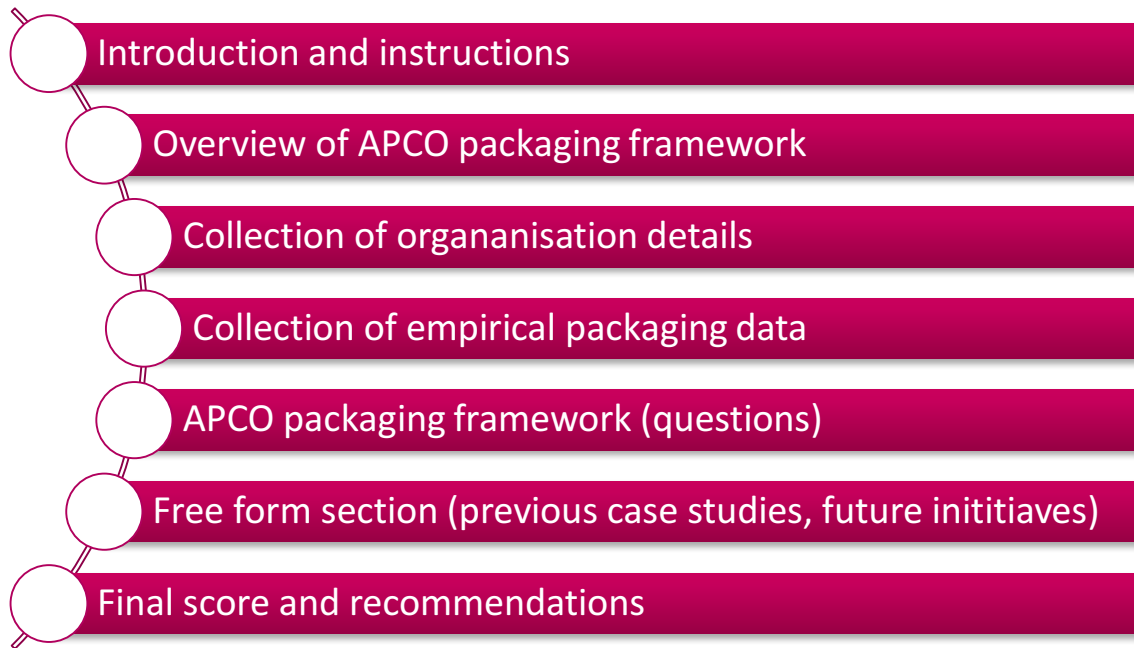 Introduction and instructions
Overview of APCO packaging framework
Collection of organanisation details
Collection of empirical packaging data
APCO packaging framework (questions)
Free form section (previous case studies, future inititiaves)
Final score and recommendations